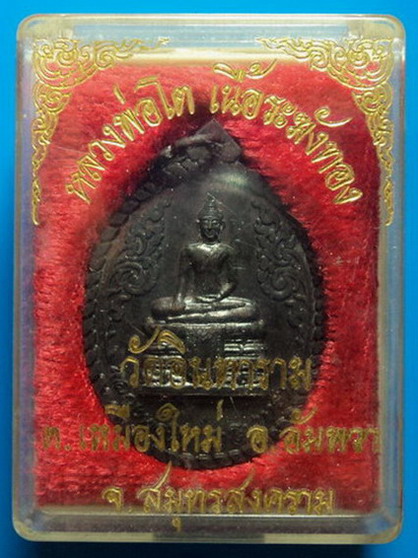 หลวงพ่อโต เนื้อระฆังทอง
วัดอินทาราม
ต.เหมืองใหม่ อ.อัมพวา
จ.สมุทรสงคราม